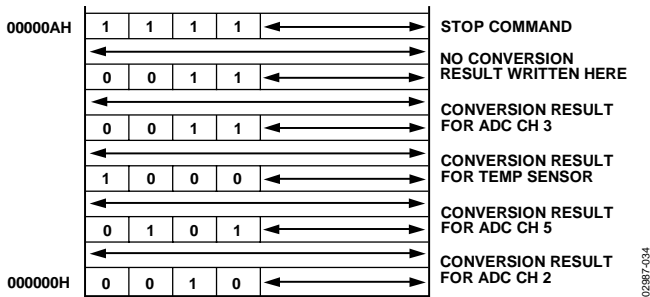 00000AH 1 1 1 1 STOP COMMAND
NO CONVERSION
0 0 1 1 RESULT WRITTEN HERE
CONVERSION RESULT
0 0 1 1 FOR ADC CH 3
CONVERSION RESULT
1 0 0 0 FOR TEMP SENSOR
CONVERSION RESULT
0 1 0 1 FOR ADC CH 5
CONVERSION RESULT
000000H 0 0 1 0 FOR ADC CH 2
02987-034